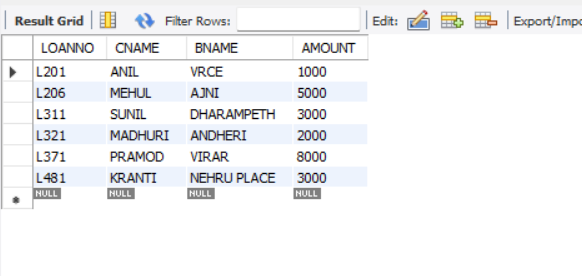 Result Grid Filter Rows: Edit: Export/Impo
LOANNO CNAME BNAME AMOUNT
L201 ANIL VRCE 1000
L206 MEHUL AJNI 5000
L311 SUNIL DHARAMPETH 3000
L321 MADHURI ANDHERI 2000
L371 PRAMOD VIRAR 8000
L481 KRANTI NEHRU PLACE 3000
NULL NULL NULL NULL